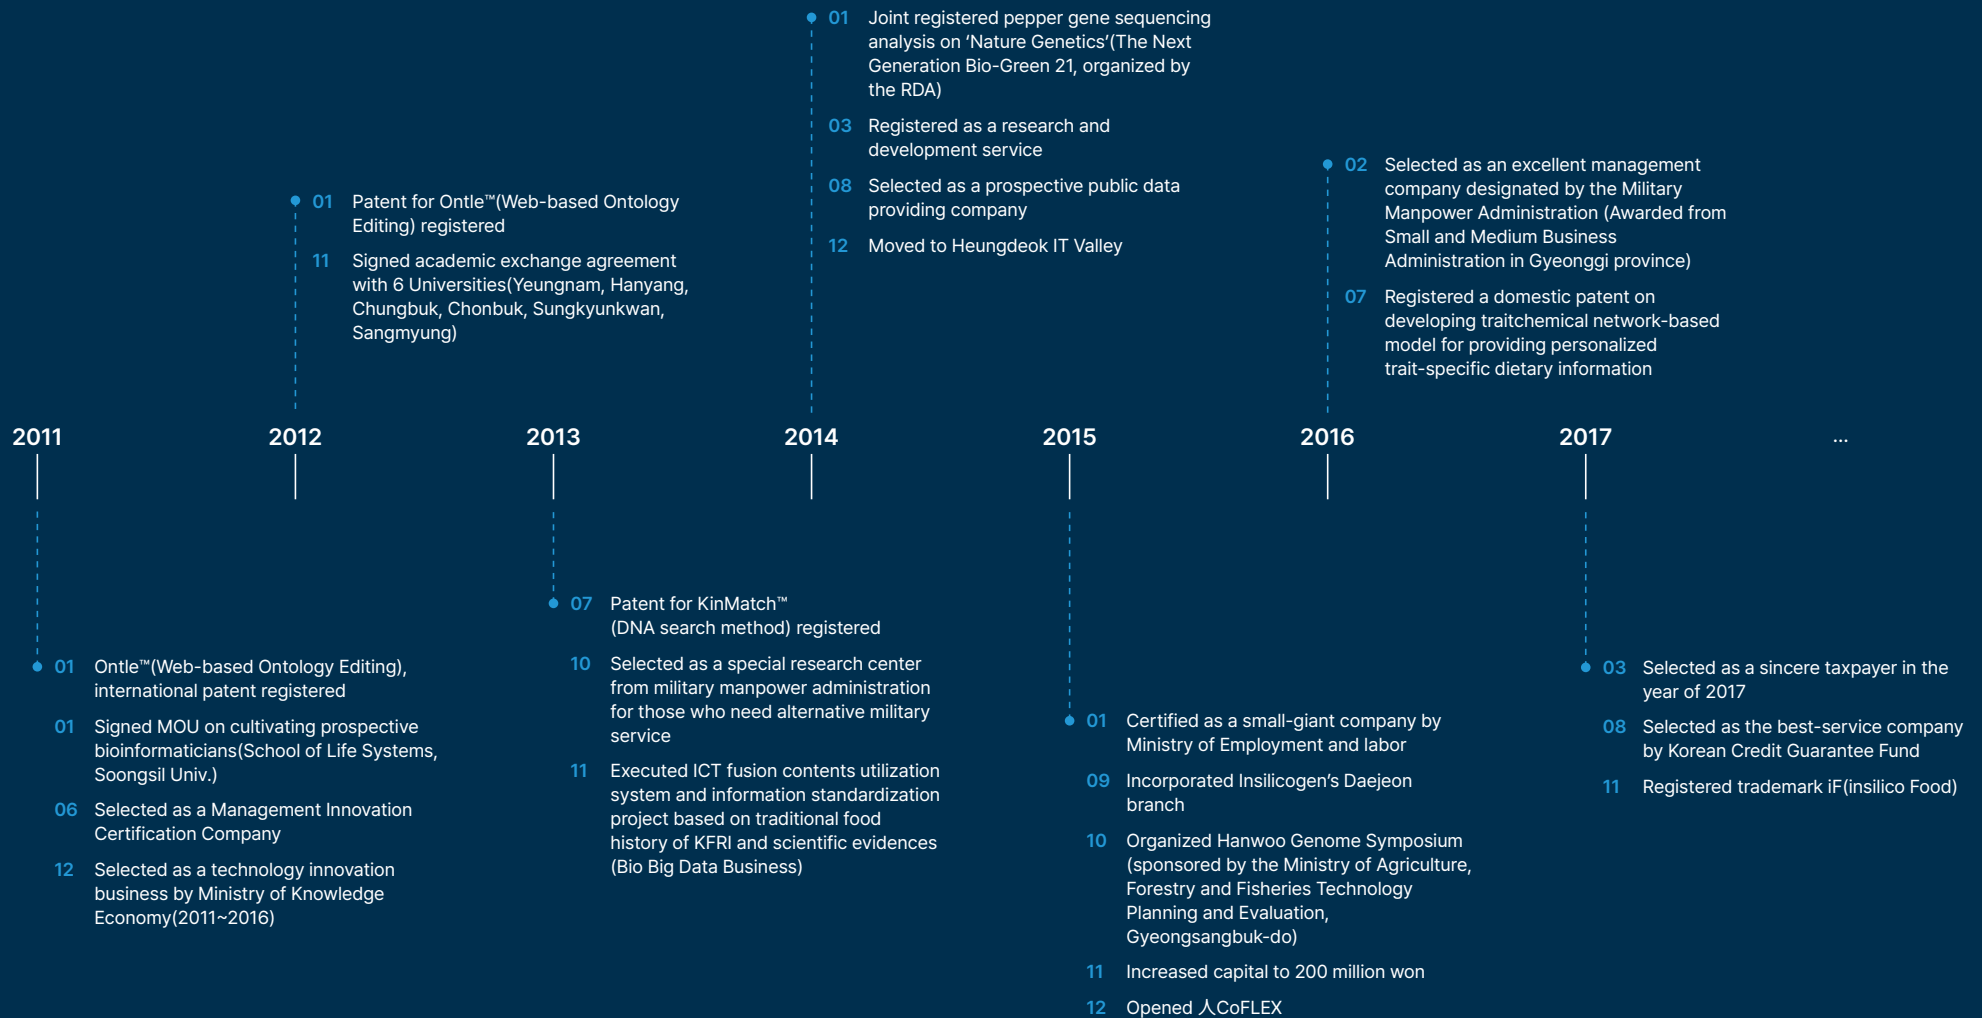 2011
01 Ontle™(Web-based Ontology Editing),
international patent registered
01 Signed MOU on cultivating prospective
bioinformaticians(School of Life Systems,
Soongsil Univ.)
06 Selected as a Management Innovation
Certification Company
12 Selected as a technology innovation
business by Ministry of Knowledge
Economy(2011~2016)
2012
01 Patent for Ontle™(Web-based Ontology
Editing) registered
11 Signed academic exchange agreement
with 6 Universities(Yeungnam, Hanyang,
Chungbuk, Chonbuk, Sungkyunkwan,
Sangmyung)
2013
07 Patent for KinMatch™
(DNA search method) registered
10 Selected as a special research center
from military manpower administration
for those who need alternative military
service
11 Executed ICT fusion contents utilization
system and information standardization
project based on traditional food
history of KFRI and scientific evidences
(Bio Big Data Business)
2014
01 Joint registered pepper gene sequencing
analysis on ‘Nature Genetics’(The Next
Generation Bio-Green 21, organized by
the RDA)
03 Registered as a research and
development service
08 Selected as a prospective public data
providing company
12 Moved to Heungdeok IT Valley
2015
01 Certified as a small-giant company by
Ministry of Employment and labor
09 Incorporated Insilicogen’s Daejeon
branch
10 Organized Hanwoo Genome Symposium
(sponsored by the Ministry of Agriculture,
Forestry and Fisheries Technology
Planning and Evaluation,
Gyeongsangbuk-do)
11 Increased capital to 200 million won
12 Opened 人CoFLEX
2016
02 Selected as an excellent management
company designated by the Military
Manpower Administration (Awarded from
Small and Medium Business
Administration in Gyeonggi province)
07 Registered a domestic patent on
developing traitchemical network-based
model for providing personalized
trait-specific dietary information
2017
03 Selected as a sincere taxpayer in the
year of 2017
08 Selected as the best-service company
by Korean Credit Guarantee Fund
11 Registered trademark iF(insilico Food)
...